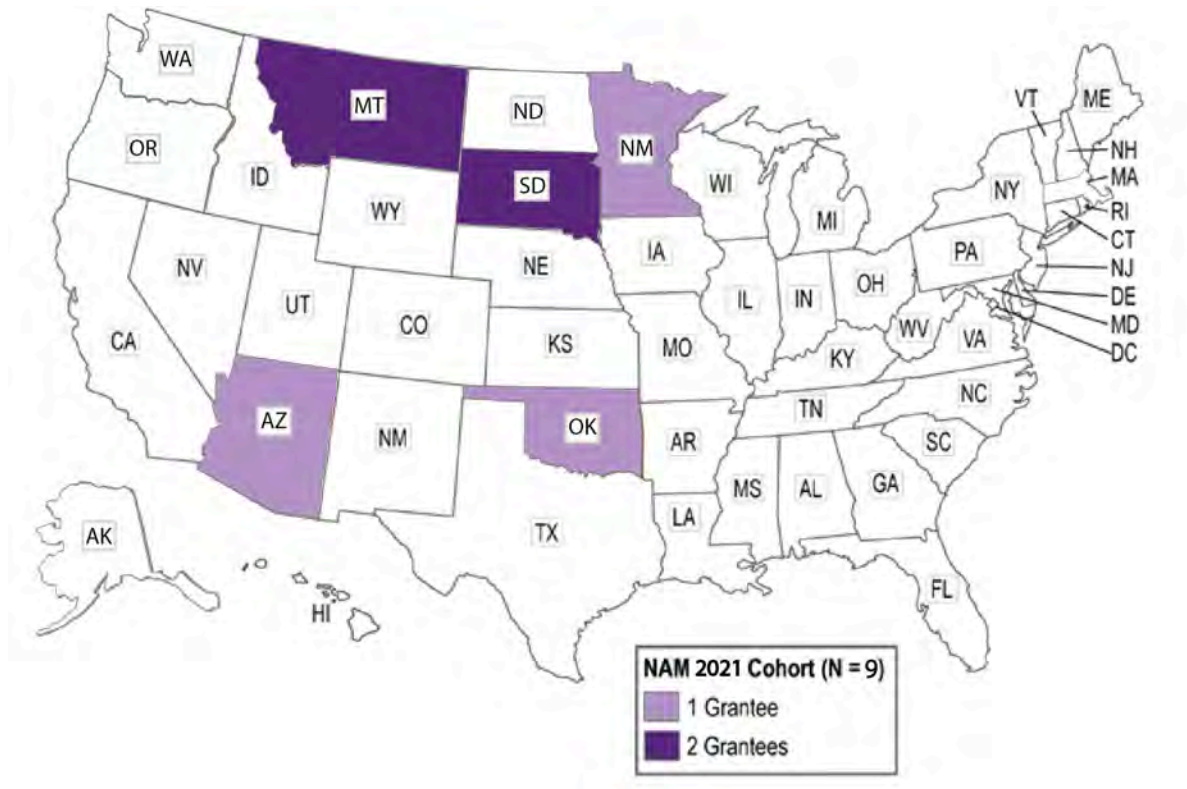 WA
MT
ND
NM
VT
ME
OR
ID
SD
WI
NY
NH
MA
WY
MI
RI
CT
NV
NE
IA
PA
NJ
UT
CO
IL
IN
OH
DE
MD
DC
CA
KS
MO
WV
VA
KY
AZ
NM
OK
AR
TN
NC
SC
MS
AL
GA
LA
TX
AK
FL
HI
NAM 2021 Cohort (N = 9)
1 Grantee
2 Grantees